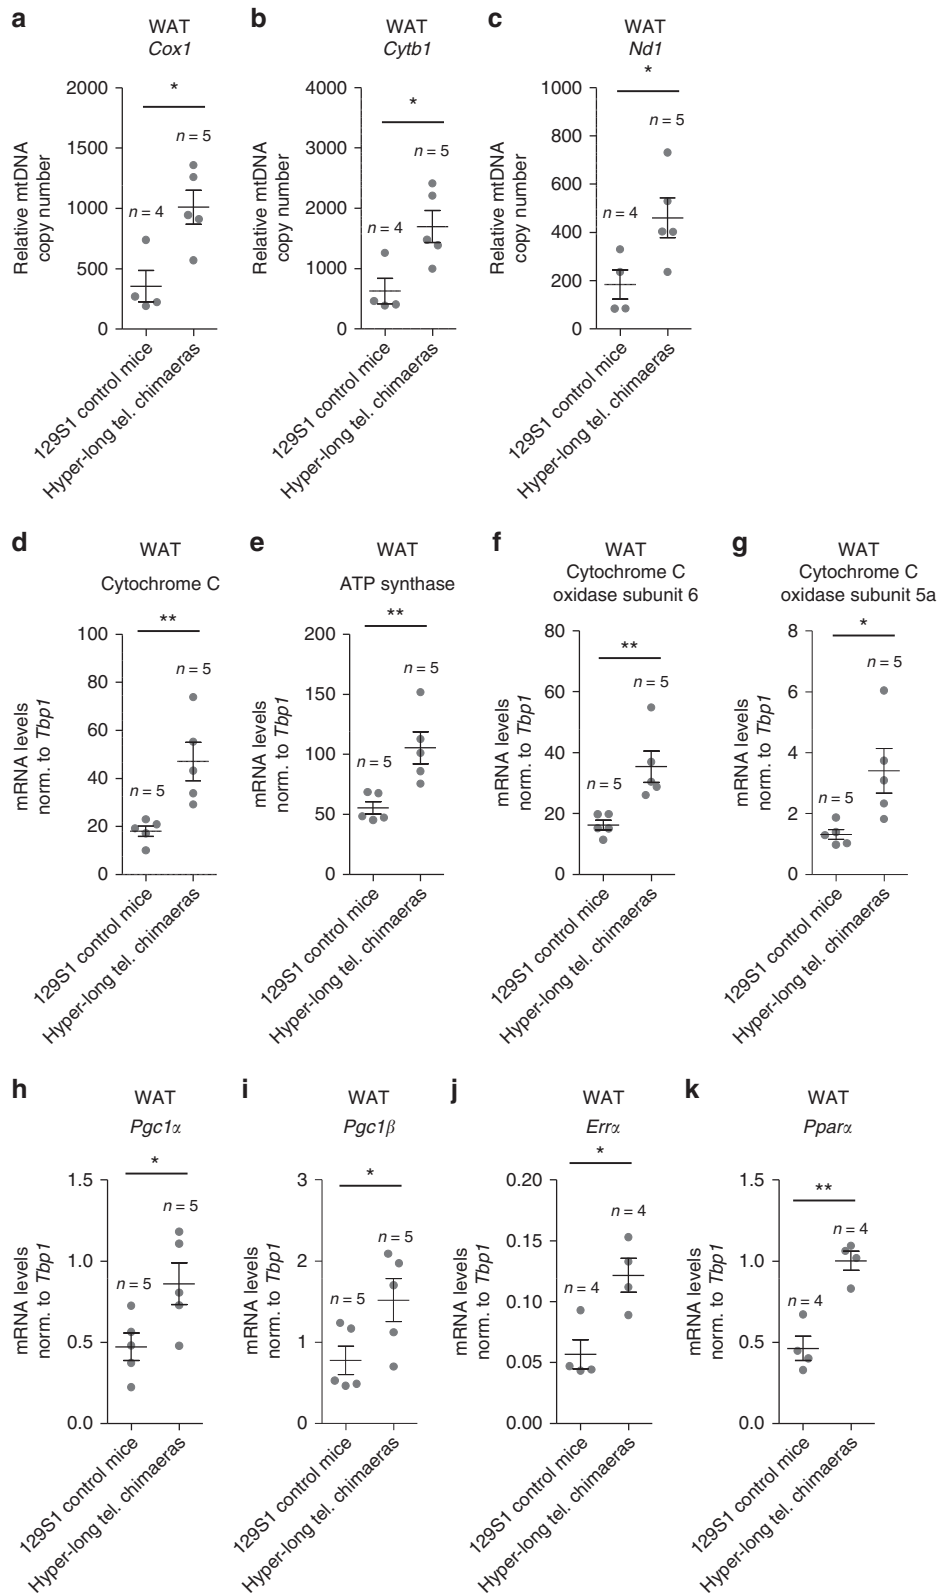 a
WAT
Cox1
2000
1500
1000
500
0
Relative mtDNA
copy number
*
n = 4
n = 5
129S1 control mice
Hyper-long tel. chimaeras
b
WAT
Cytb1
4000
3000
2000
1000
0
Relative mtDNA
copy number
*
n = 4
n = 5
129S1 control mice
Hyper-long tel. chimaeras
c
WAT
Nd1
1000
800
600
400
200
0
Relative mtDNA
copy number
*
n = 4
n = 5
129S1 control mice
Hyper-long tel. chimaeras
d
WAT
Cytochrome C
100
80
60
40
20
0
mRNA levels
norm. to Tbp1
**
n = 5
n = 5
129S1 control mice
Hyper-long tel. chimaeras
e
WAT
ATP synthase
200
150
100
50
0
mRNA levels
norm. to Tbp1
**
n = 5
n = 5
129S1 control mice
Hyper-long tel. chimaeras
f
WAT
Cytochrome C
oxidase subunit 6
80
60
40
20
0
mRNA levels
norm. to Tbp1
**
n = 5
n = 5
129S1 control mice
Hyper-long tel. chimaeras
g
WAT
Cytochrome C
oxidase subunit 5a
8
6
4
2
0
mRNA levels
norm. to Tbp1
*
n = 5
n = 5
129S1 control mice
Hyper-long tel. chimaeras
h
WAT
Pgc1α
1.5
1.0
0.5
0.0
mRNA levels
norm. to Tbp1
*
n = 5
n = 5
129S1 control mice
Hyper-long tel. chimaeras
i
WAT
Pgc1β
3
2
1
0
mRNA levels
norm. to Tbp1
*
n = 5
n = 5
129S1 control mice
Hyper-long tel. chimaeras
j
WAT
Errα
0.20
0.15
0.10
0.05
0.00
mRNA levels
norm. to Tbp1
*
n = 4
n = 4
129S1 control mice
Hyper-long tel. chimaeras
k
WAT
Pparα
1.5
1.0
0.5
0.0
mRNA levels
norm. to Tbp1
**
n = 4
n = 4
129S1 control mice
Hyper-long tel. chimaeras